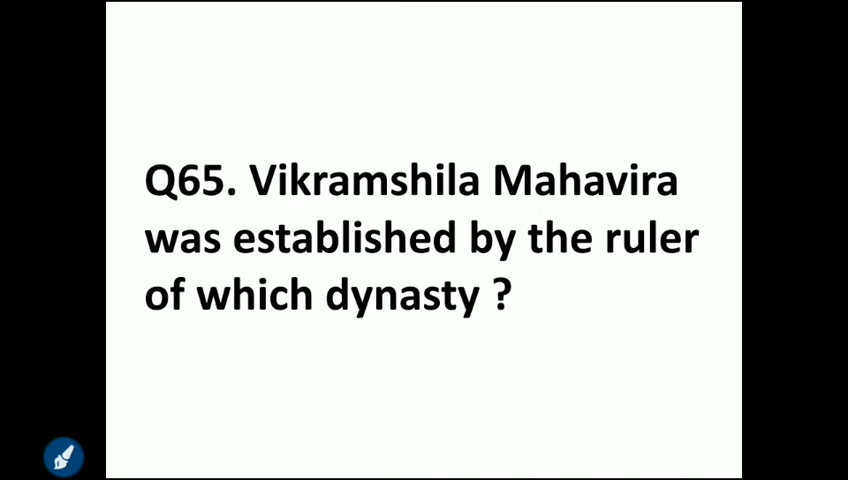 Q65. Vikramshila Mahavira
was established by the ruler
of which dynasty ?